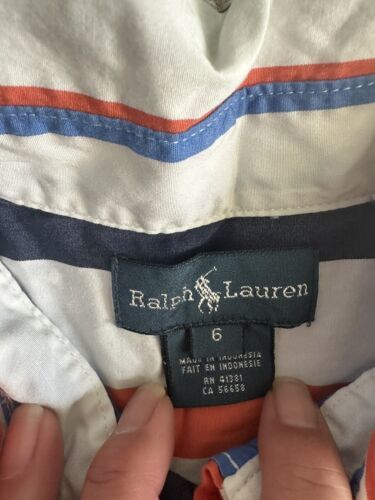 Ralph Lauren
6
MADE IN INDONESIA
FAIT EN INDONESIE
RN 41381
CA 56658